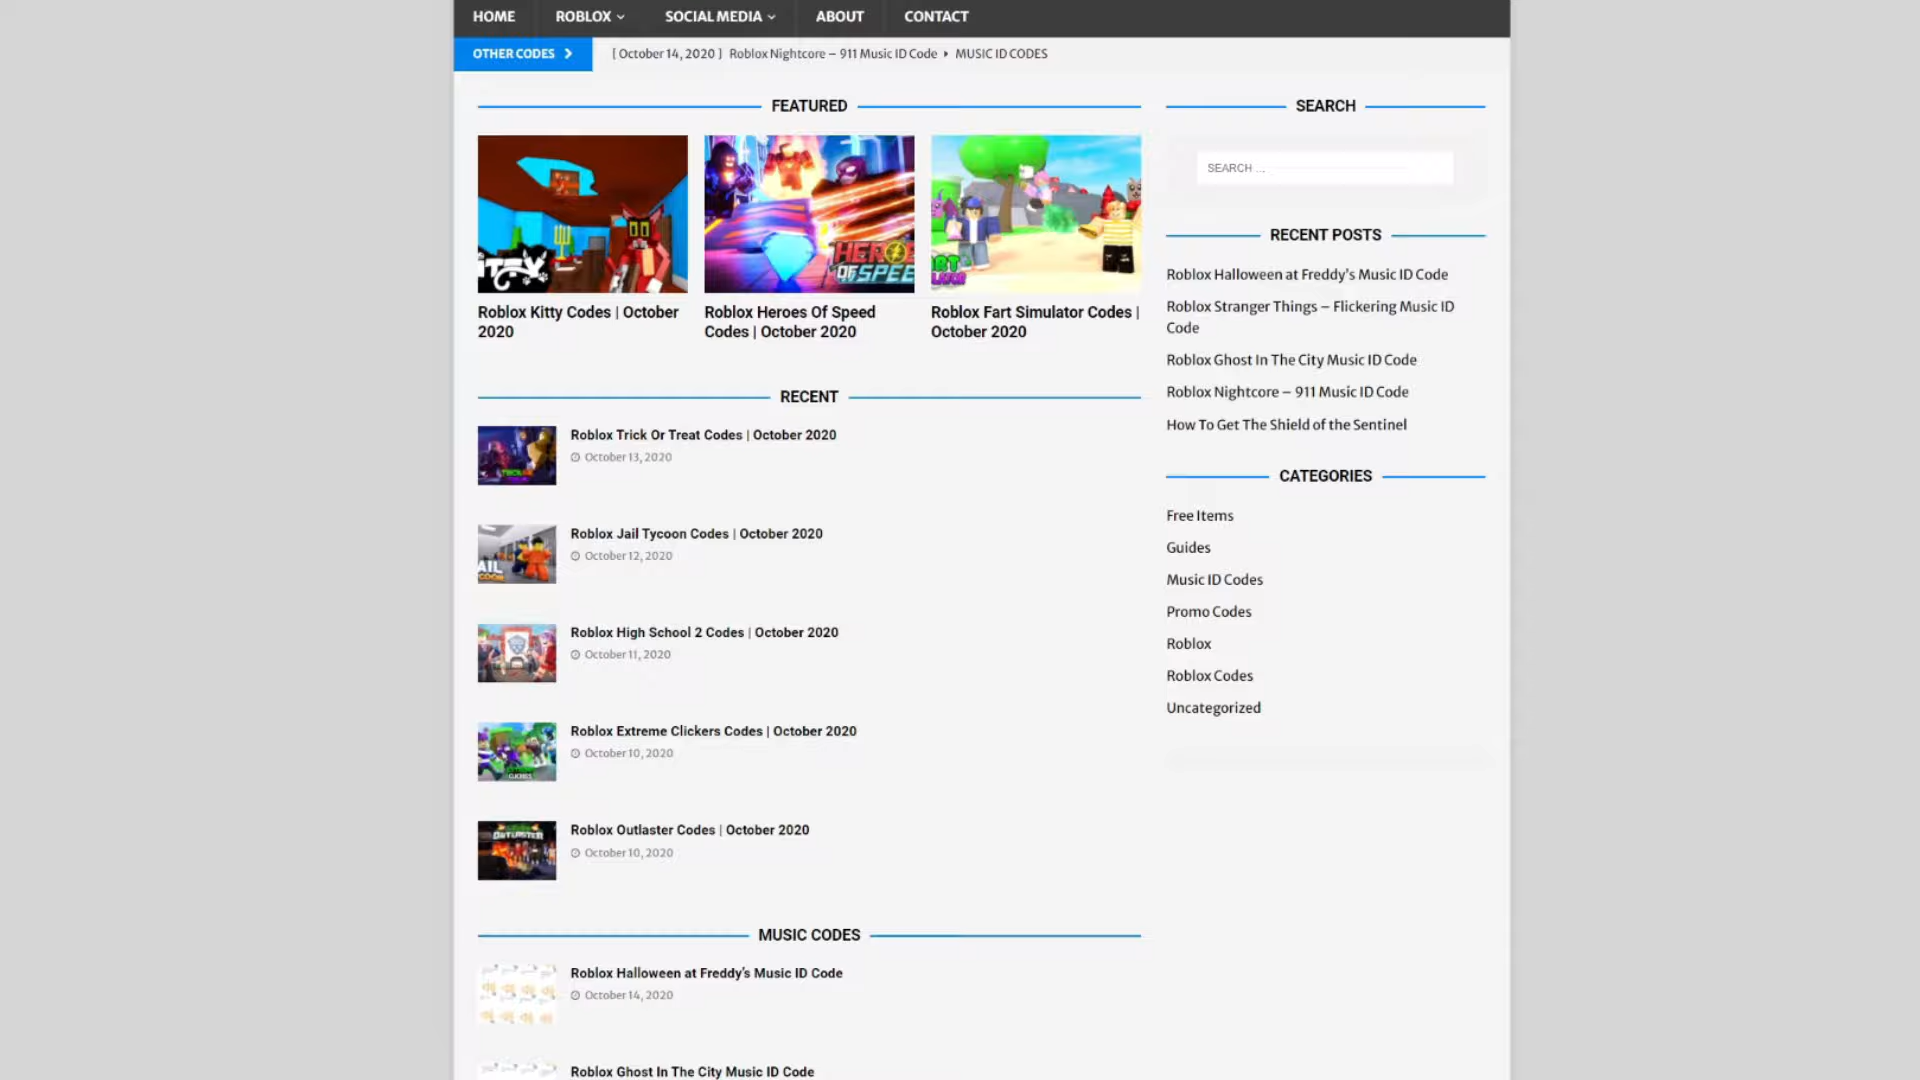 HOME ROBLOX SOCIAL MEDIA ABOUT CONTACT
OTHER CODES [ October 14, 2020 ] Roblox Nightcore – 911 Music ID Code MUSIC ID CODES
FEATURED
HEROES
OF SPEED
Roblox Kitty Codes | October
2020
Roblox Heroes Of Speed
Codes | October 2020
Roblox Fart Simulator Codes |
October 2020
RECENT
Roblox Trick Or Treat Codes | October 2020
October 13, 2020
Roblox Jail Tycoon Codes | October 2020
October 12, 2020
Roblox High School 2 Codes | October 2020
October 11, 2020
Roblox Extreme Clickers Codes | October 2020
October 10, 2020
OUTLASTER
Roblox Outlaster Codes | October 2020
October 10, 2020
MUSIC CODES
Roblox Halloween at Freddy's Music ID Code
October 14, 2020
Roblox Ghost In The City Music ID Code
SEARCH
SEARCH ...
RECENT POSTS
Roblox Halloween at Freddy's Music ID Code
Roblox Stranger Things – Flickering Music ID
Code
Roblox Ghost In The City Music ID Code
Roblox Nightcore – 911 Music ID Code
How To Get The Shield of the Sentinel
CATEGORIES
Free Items
Guides
Music ID Codes
Promo Codes
Roblox
Roblox Codes
Uncategorized